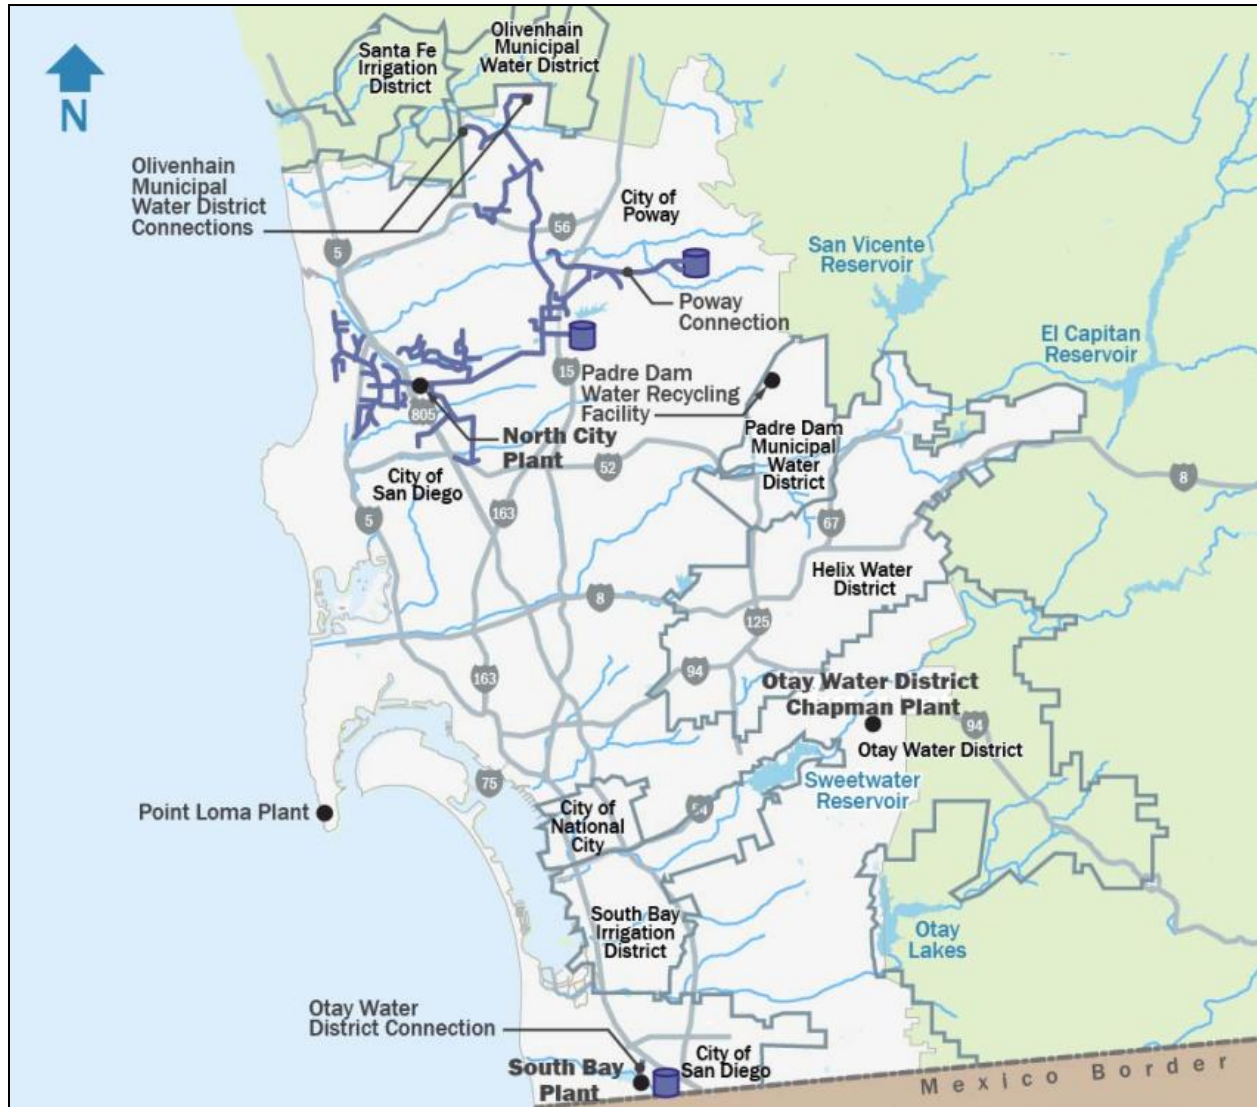 Santa Fe
Irrigation
District
Olivenhain
Municipal
Water District
N
Olivenhain
Municipal
Water District
Connections
City of
Poway
56
5
San Vicente
Reservoir
Poway
Connection
El Capitan
Reservoir
15
Padre Dam
Water Recycling
Facility
805
North City
Plant
Padre Dam
Municipal
Water
District
52
8
City of
San Diego
5
163
67
Helix Water
District
8
125
94
163
Otay Water District
Chapman Plant
94
Otay Water District
75
Sweetwater
Reservoir
Point Loma Plant
City of
National
City
54
South Bay
Irrigation
District
Otay
Lakes
Otay Water
District Connection
South Bay
Plant
City of
San Diego
Mexico Border